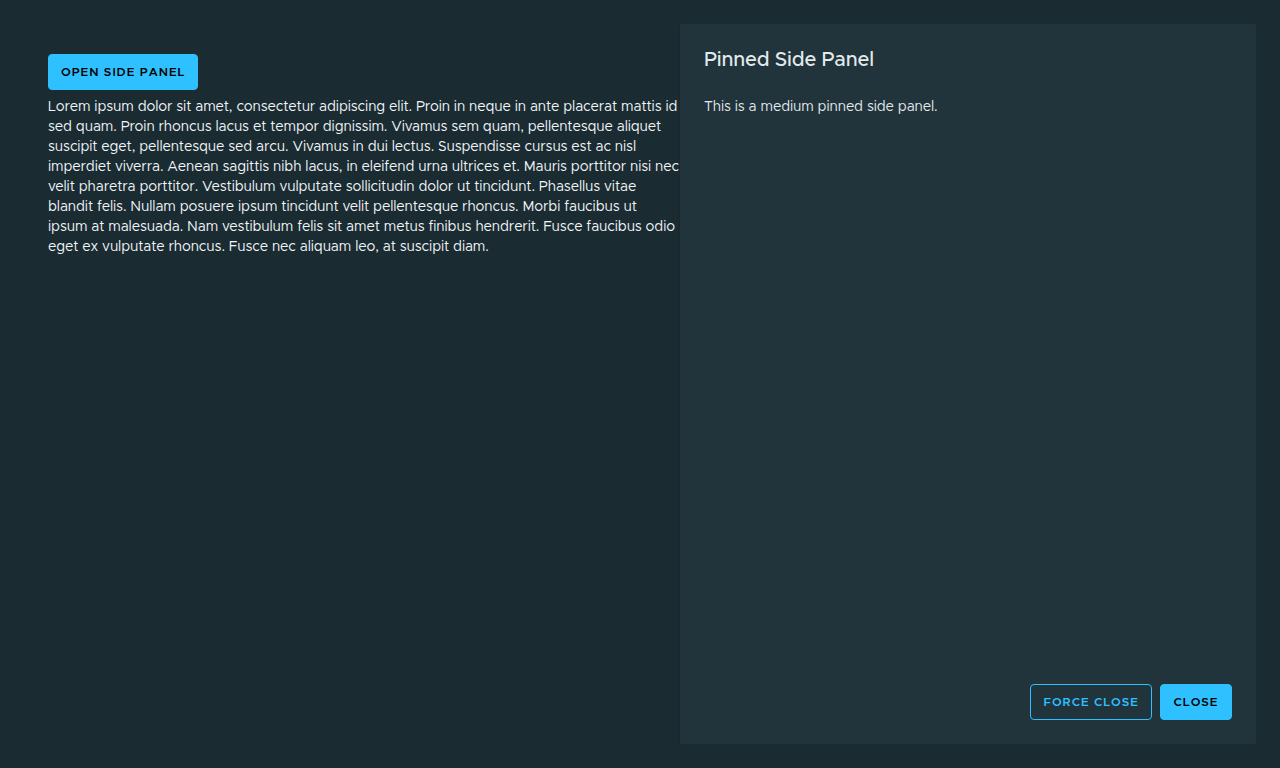 OPEN SIDE PANEL
Lorem ipsum dolor sit amet, consectetur adipiscing elit. Proin in neque in ante placerat mattis id
sed quam. Proin rhoncus lacus et tempor dignissim. Vivamus sem quam, pellentesque aliquet
suscipit eget, pellentesque sed arcu. Vivamus in dui lectus. Suspendisse cursus est ac nisl
imperdiet viverra. Aenean sagittis nibh lacus, in eleifend urna ultrices et. Mauris porttitor nisi nec
velit pharetra porttitor. Vestibulum vulputate sollicitudin dolor ut tincidunt. Phasellus vitae
blandit felis. Nullam posuere ipsum tincidunt velit pellentesque rhoncus. Morbi faucibus ut
ipsum at malesuada. Nam vestibulum felis sit amet metus finibus hendrerit. Fusce faucibus odio
eget ex vulputate rhoncus. Fusce nec aliquam leo, at suscipit diam.
Pinned Side Panel
This is a medium pinned side panel.
FORCE CLOSE
CLOSE